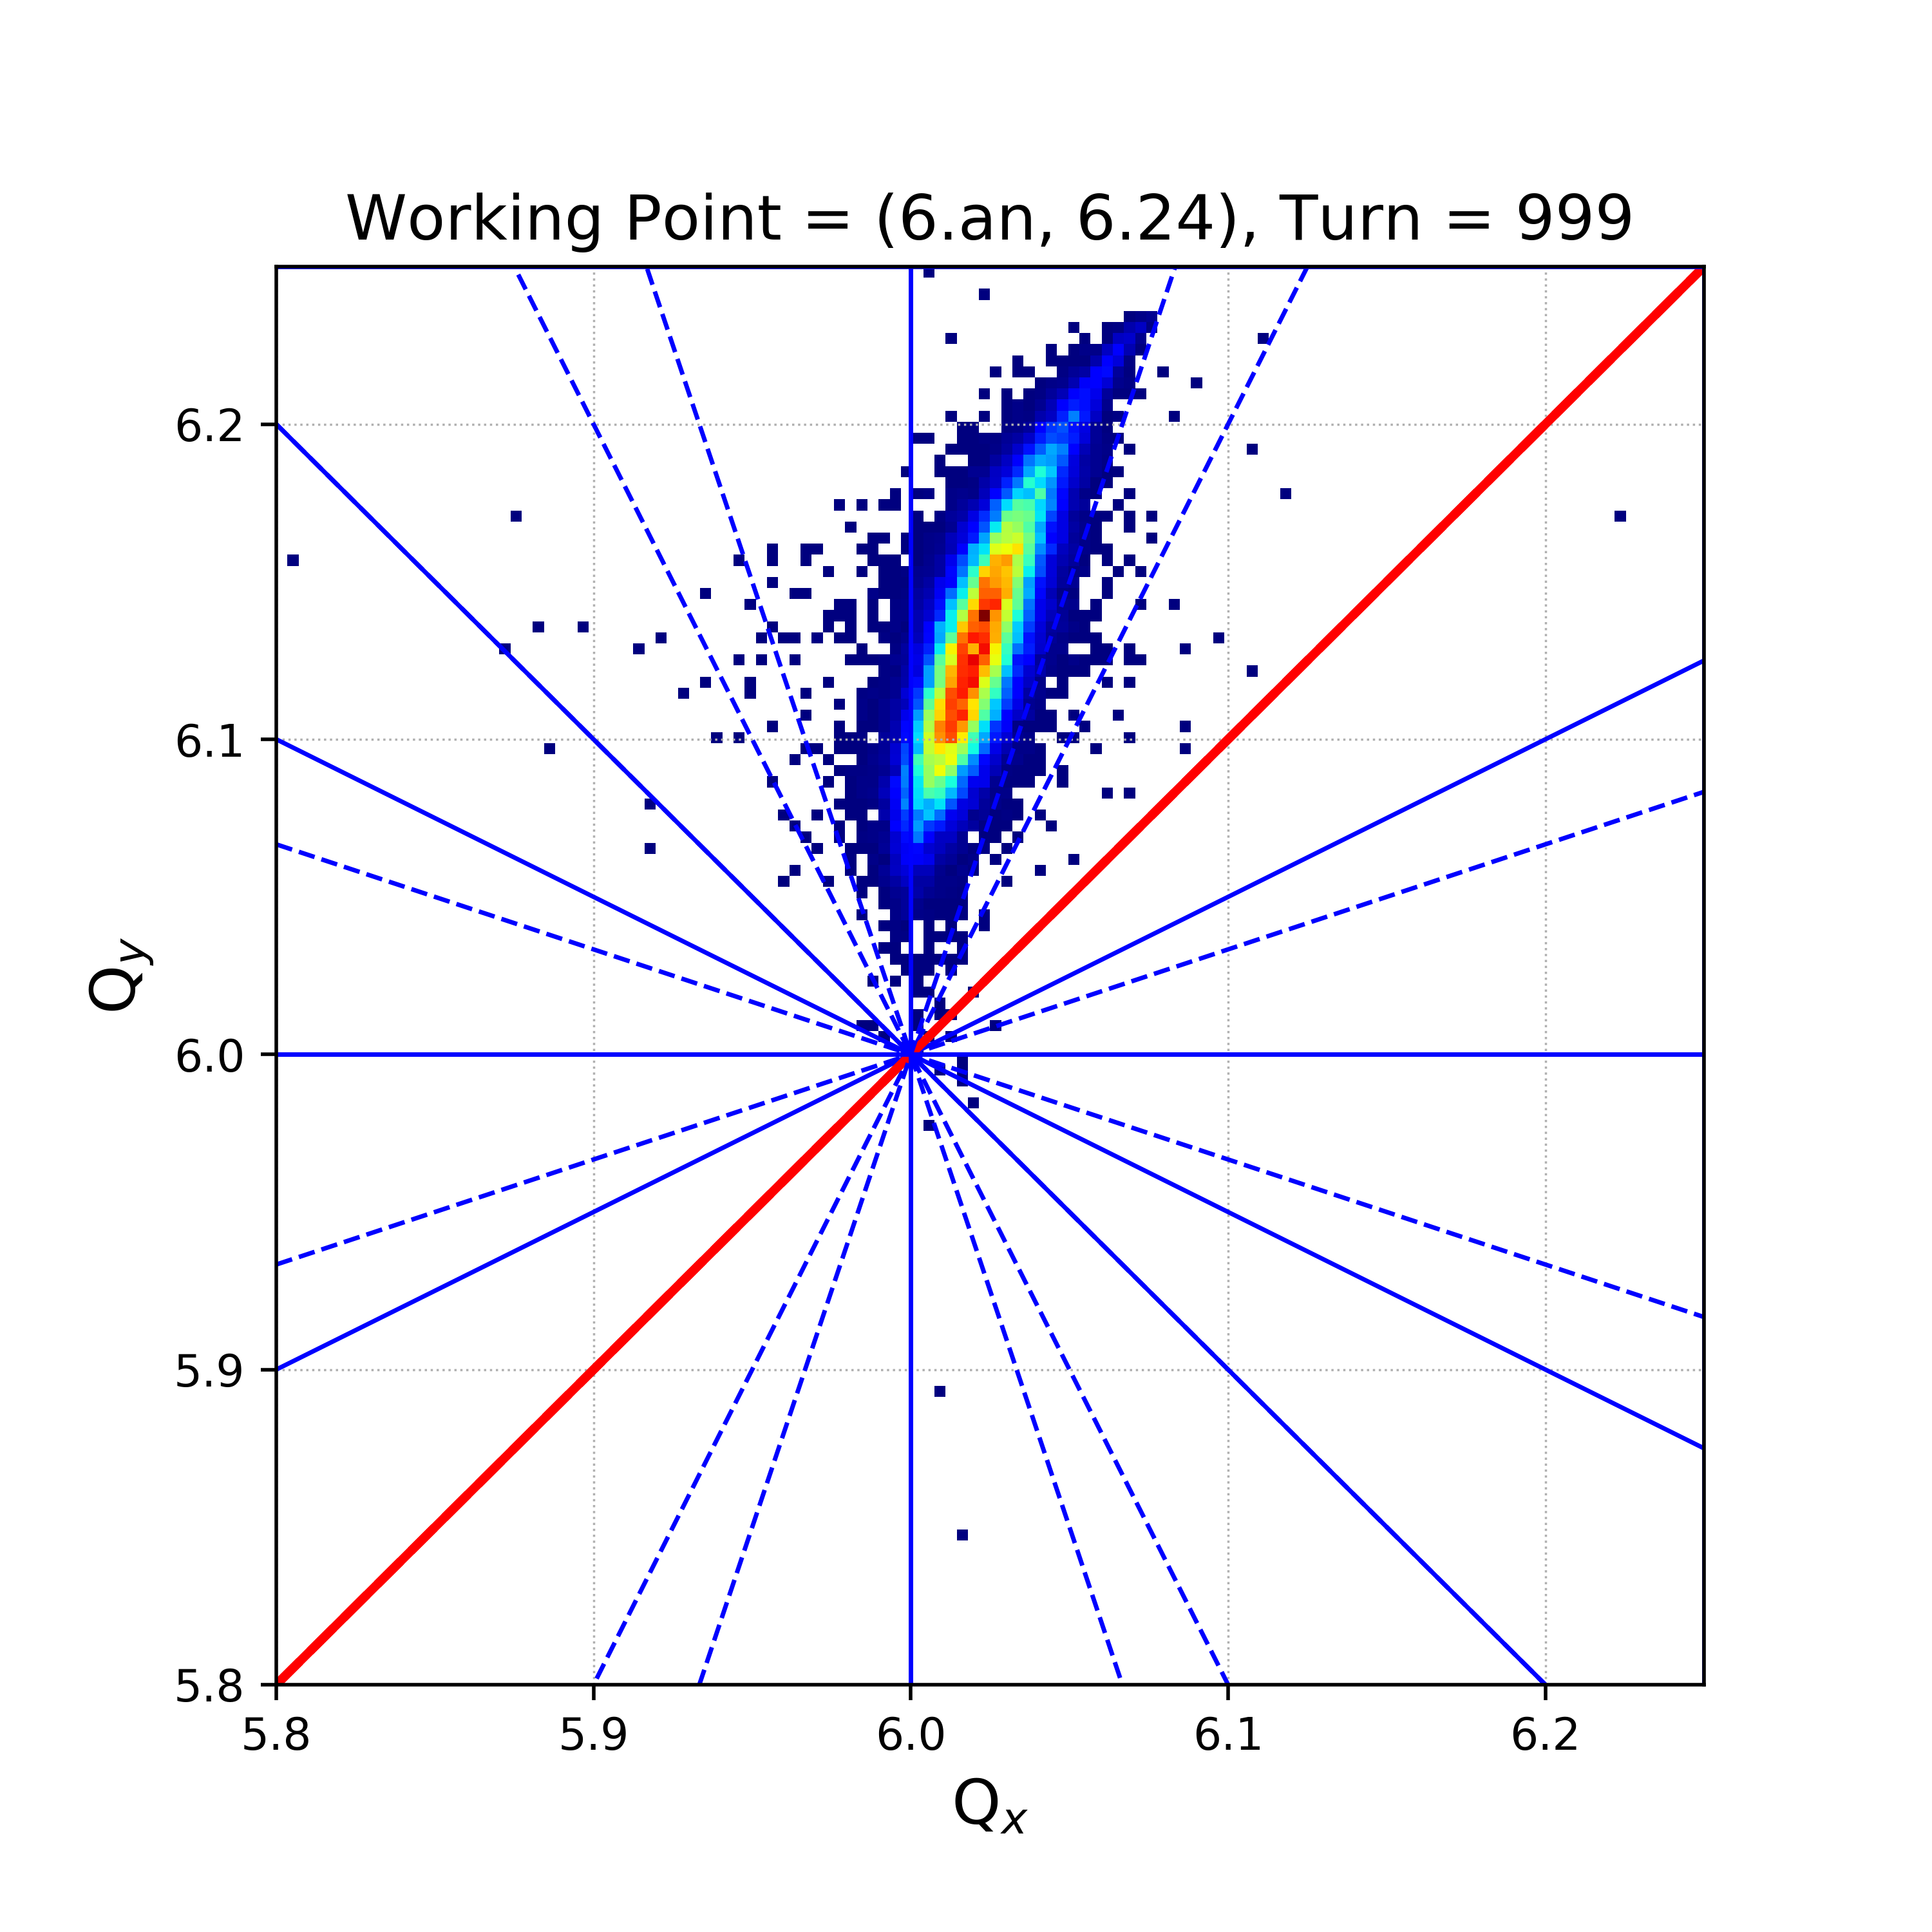 Working Point = (6.an, 6.24), Turn = 999
6.2
6.1
6.0
5.9
5.8
Qy
5.8 5.9 6.0 6.1 6.2
Qx